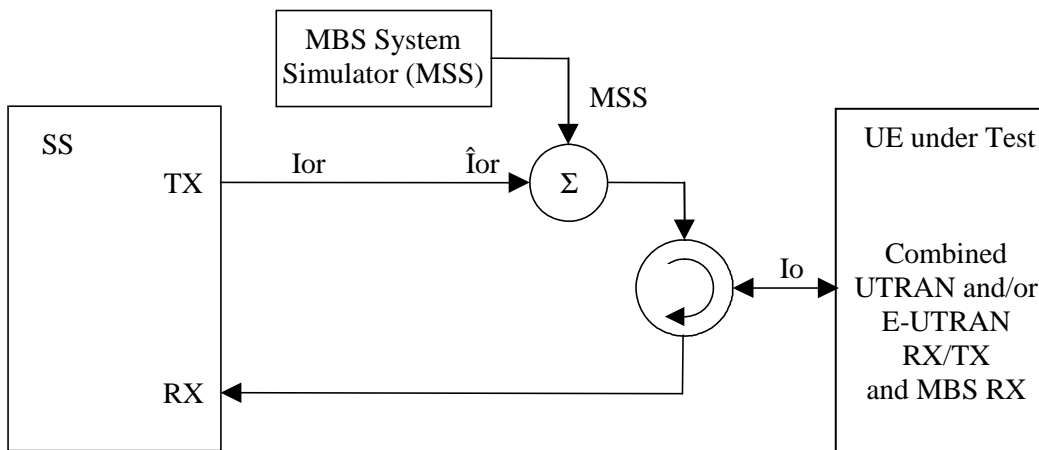 MBS System
Simulator (MSS)
MSS
SS
UE under Test
TX
Ior
Îor
Σ
Combined
UTRAN and/or
E-UTRAN
RX/TX
and MBS RX
Io
RX